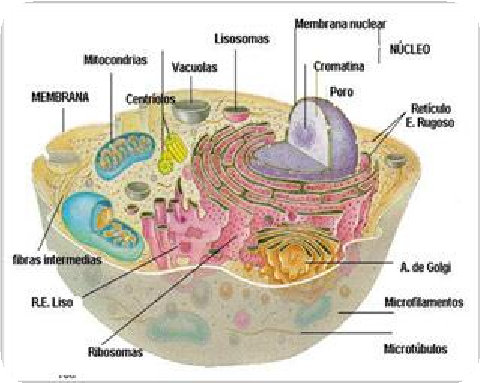 Membrana nuclear
NÚCLEO
Lisosomas
Mitocondrias
Vacuolas
Cromatina
MEMBRANA
Centríolos
Poro
Retículo
E. Rugoso
fibras intermedias
A. de Golgi
R.E. Liso
Microfilamentos
Ribosomas
Microtúbulos